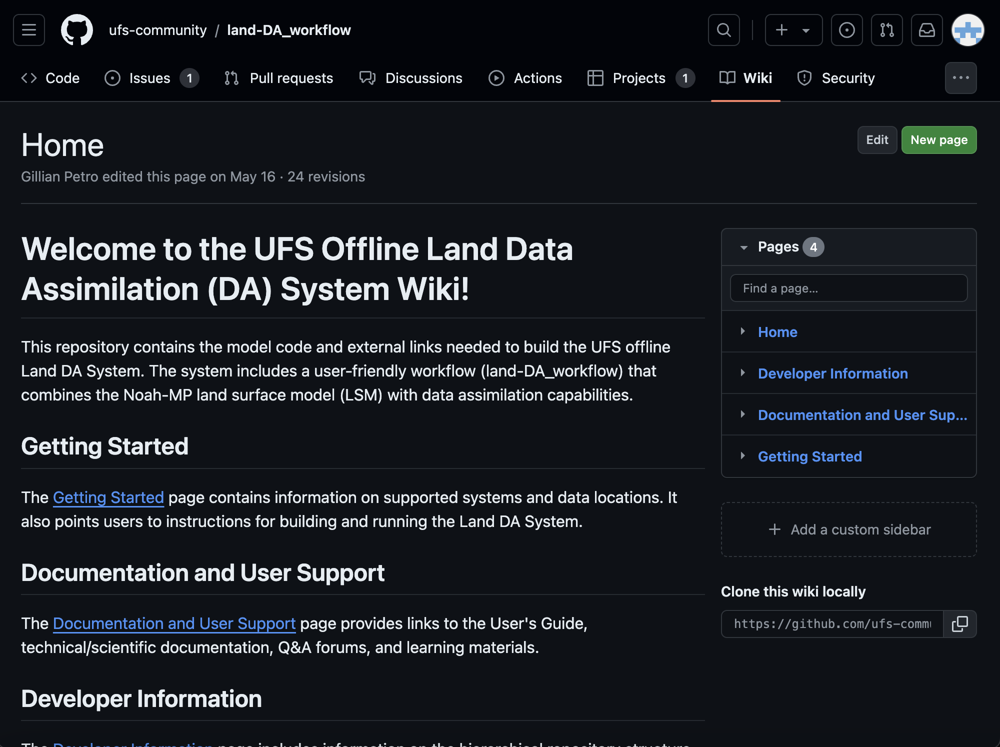 ufs-community / land-DA_workflow
Code
Issues 1
Pull requests
Discussions
Actions
Projects 1
Wiki
Security
Home
Edit
New page
Gillian Petro edited this page on May 16 · 24 revisions
Welcome to the UFS Offline Land Data
Assimilation (DA) System Wiki!
This repository contains the model code and external links needed to build the UFS offline
Land DA System. The system includes a user-friendly workflow (land-DA_workflow) that
combines the Noah-MP land surface model (LSM) with data assimilation capabilities.
Getting Started
The Getting Started page contains information on supported systems and data locations. It
also points users to instructions for building and running the Land DA System.
Documentation and User Support
The Documentation and User Support page provides links to the User's Guide,
technical/scientific documentation, Q&A forums, and learning materials.
Developer Information
The Developer Information page includes information on the hierarchical repository structure
Pages 4
Find a page...
Home
Developer Information
Documentation and User Sup...
Getting Started
Add a custom sidebar
Clone this wiki locally
https://github.com/ufs-comm